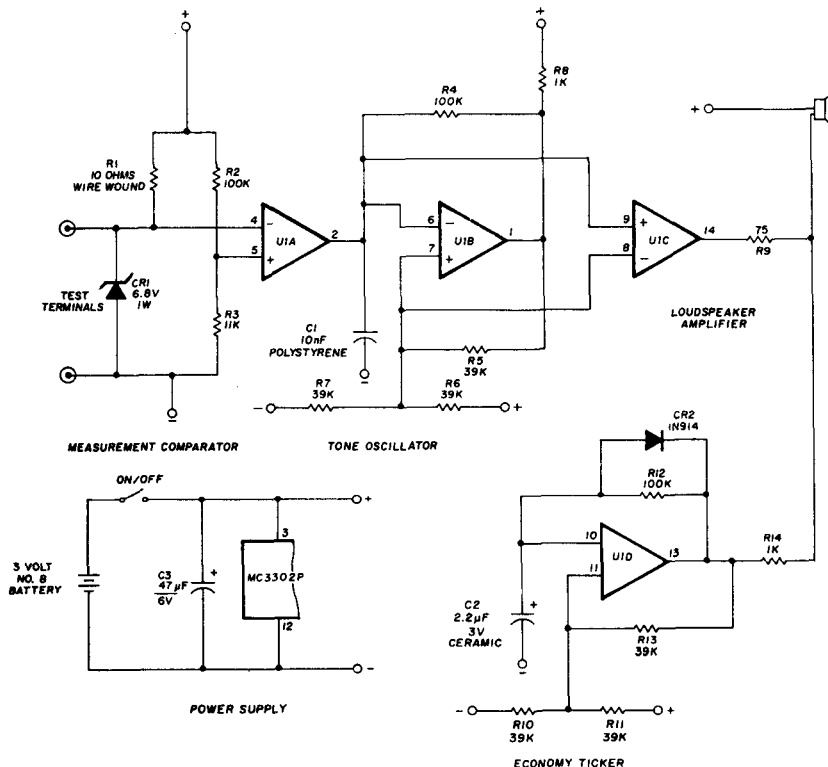 +
R1
10 OHMS
WIRE WOUND
R2
100K
4
-
5
+
U1A
2
TEST
TERMINALS
CR1
6.8V
1W
R3
11K
-
MEASUREMENT COMPARATOR
+
R8
1K
R4
100K
6
-
7
+
U1B
1
C1
10nF
POLYSTYRENE
-
R5
39K
R7
39K
R6
39K
-
+
TONE OSCILLATOR
+
9
+
8
-
U1C
14
75
R9
LOUDSPEAKER
AMPLIFIER
ON/OFF
+
3 VOLT
NO. 8
BATTERY
C3
47μF
6V
+
3
MC3302P
12
-
POWER SUPPLY
CR2
1N914
R12
100K
10
11
U1D
13
R14
1K
C2
2.2μF
3V
CERAMIC
+
-
R13
39K
-
R10
39K
R11
39K
+
ECONOMY TICKER